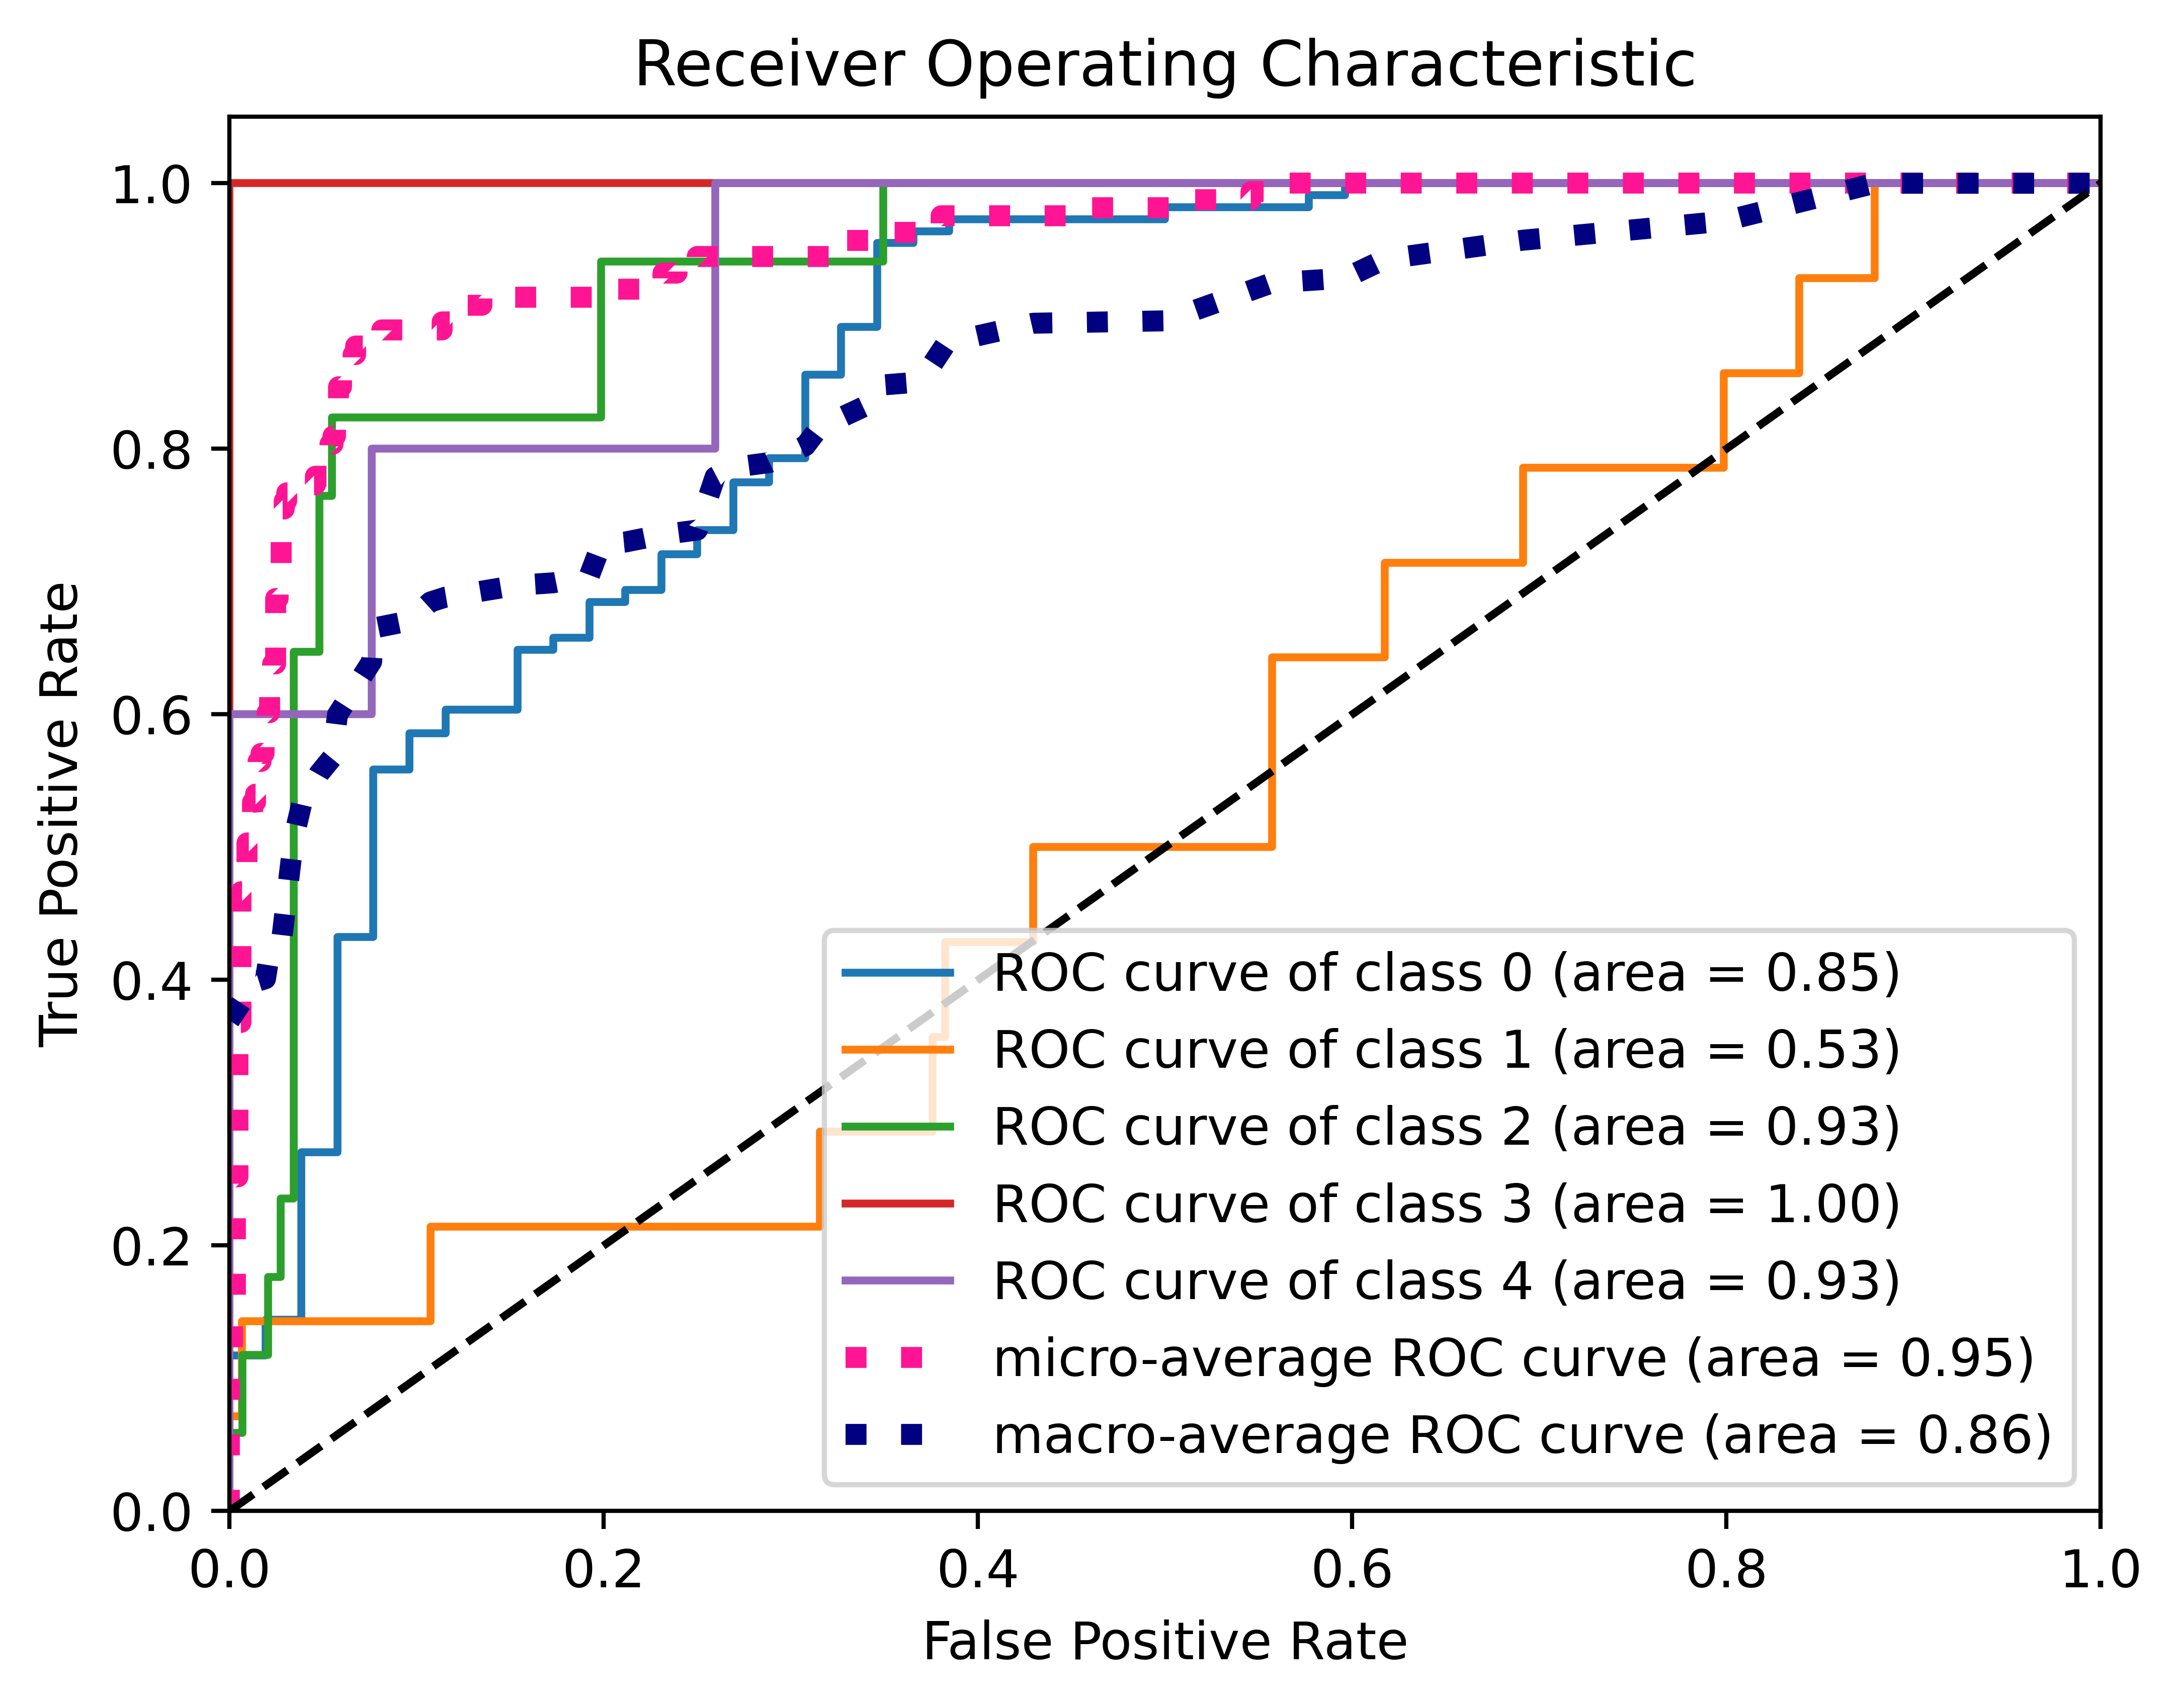 Receiver Operating Characteristic
True Positive Rate
1.0
0.8
0.6
0.4
0.2
0.0
ROC curve of class 0 (area = 0.85)
ROC curve of class 1 (area = 0.53)
ROC curve of class 2 (area = 0.93)
ROC curve of class 3 (area = 1.00)
ROC curve of class 4 (area = 0.93)
micro-average ROC curve (area = 0.95)
macro-average ROC curve (area = 0.86)
0.0 0.2 0.4 0.6 0.8 1.0
False Positive Rate